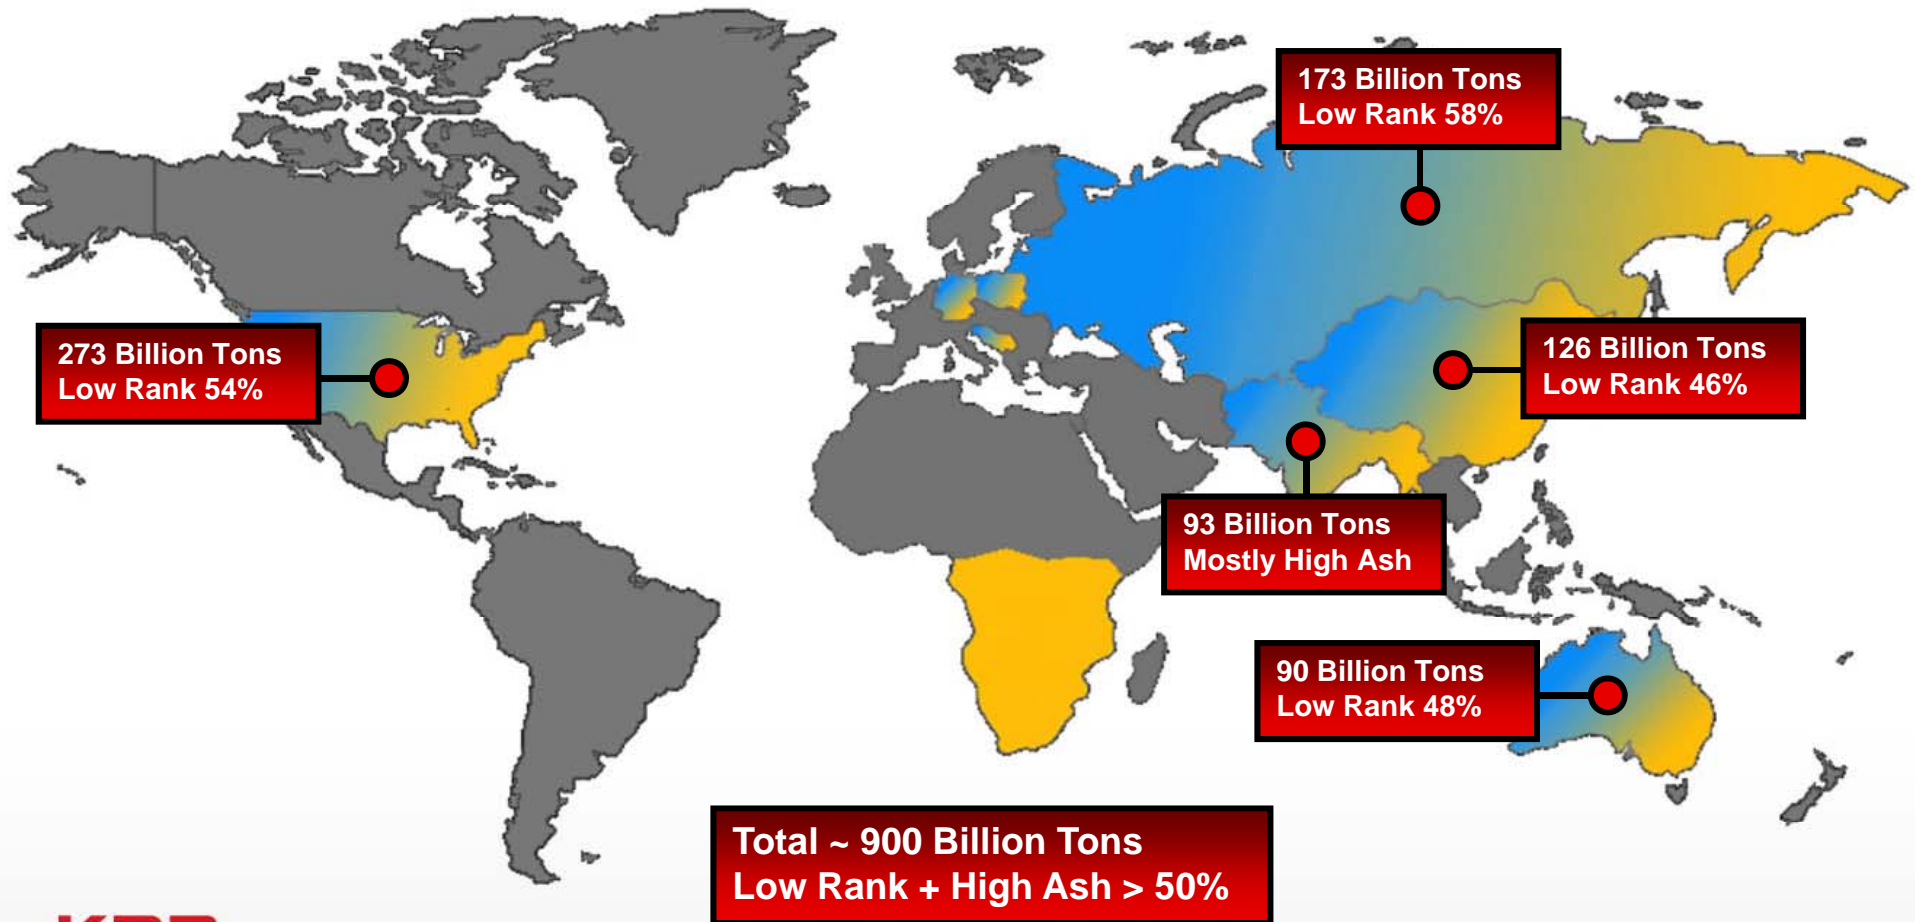 173 Billion Tons
Low Rank 58%
273 Billion Tons
Low Rank 54%
126 Billion Tons
Low Rank 46%
93 Billion Tons
Mostly High Ash
90 Billion Tons
Low Rank 48%
Total ~ 900 Billion Tons
Low Rank + High Ash > 50%